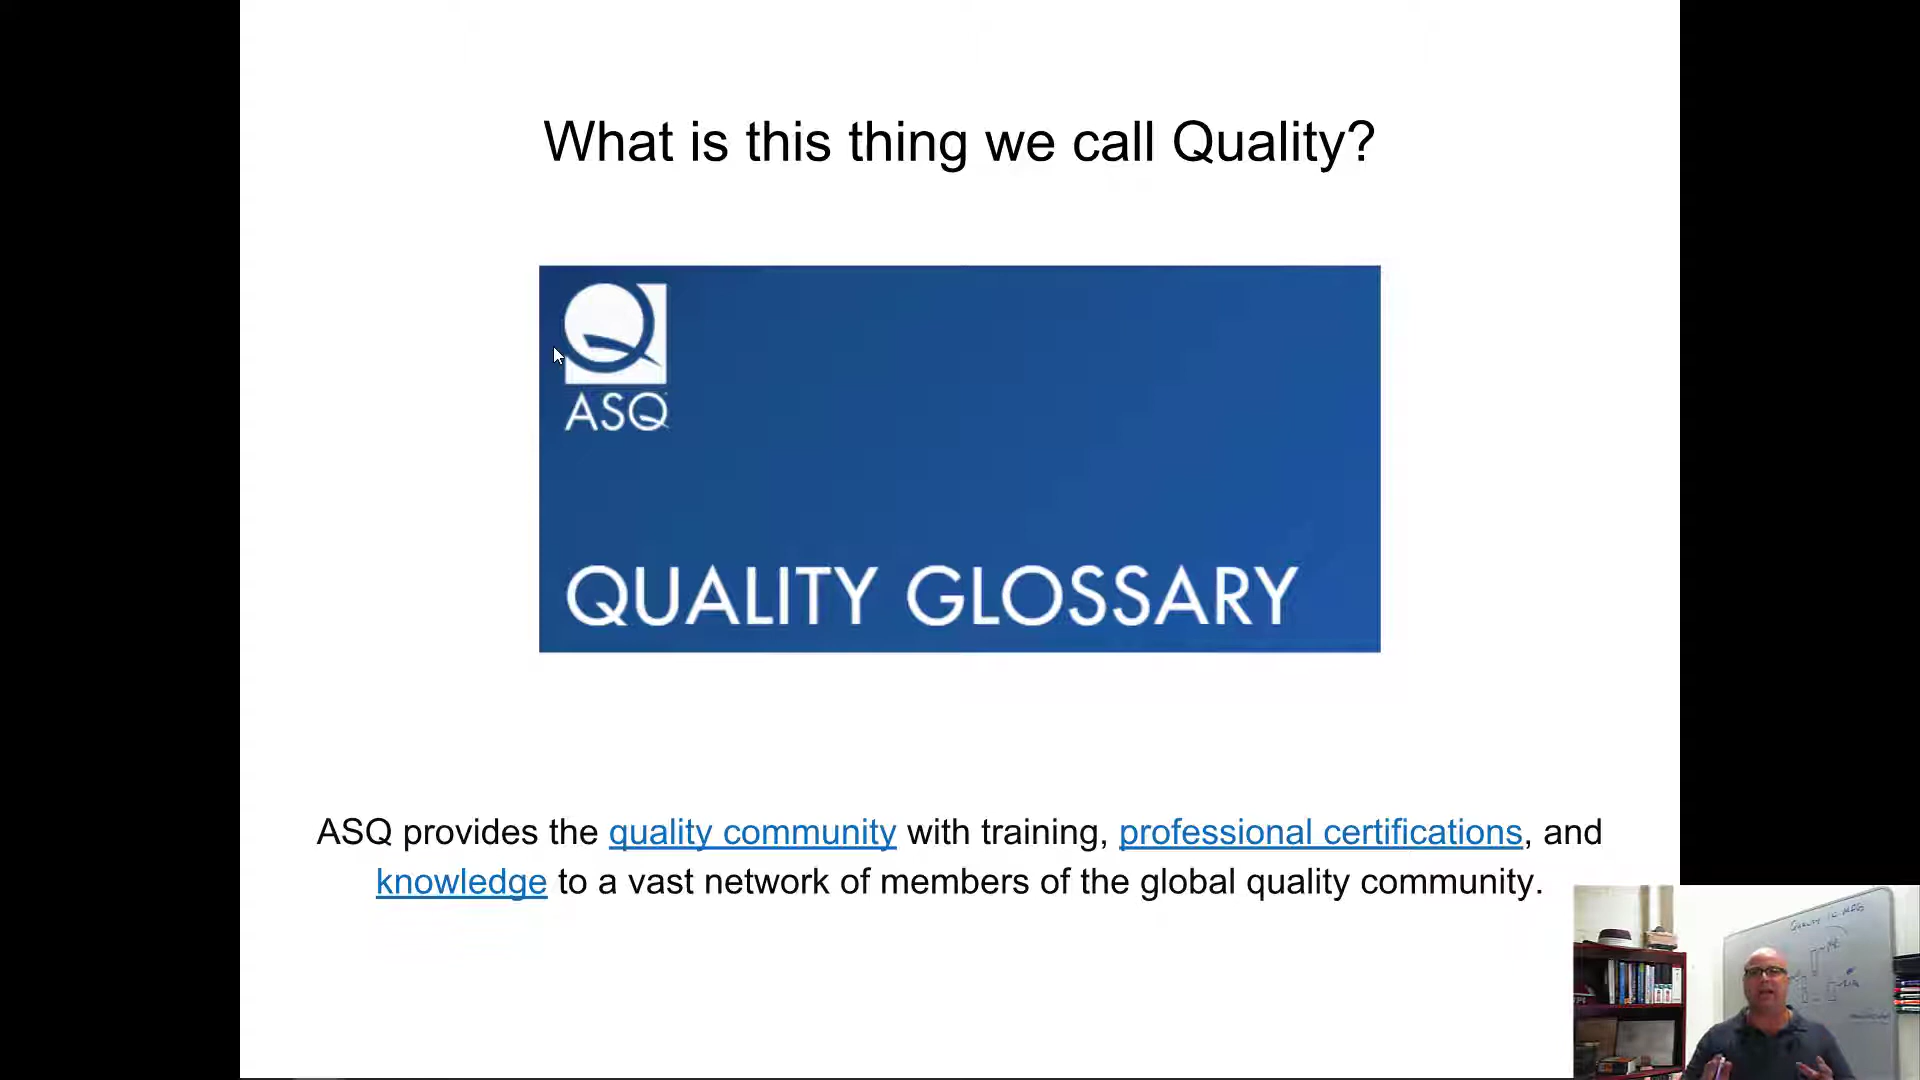 What is this thing we call Quality?
ASQ
QUALITY GLOSSARY
ASQ provides the quality community with training, professional certifications, and
knowledge to a vast network of members of the global quality community.